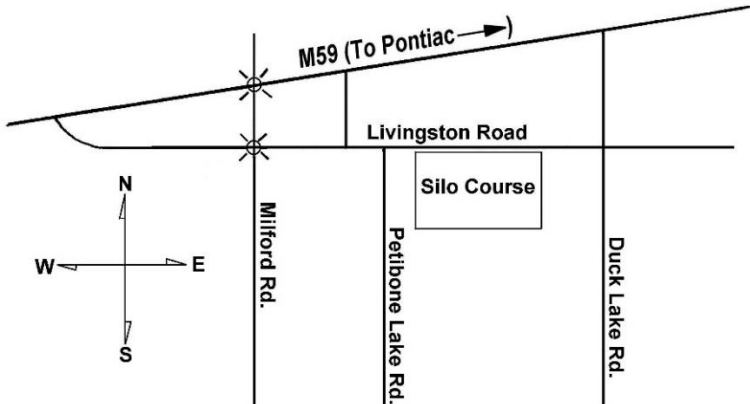 M59 (To Pontiac )
Livingston Road
Silo Course
N
W E
S
Milford Rd.
Petibone Lake Rd.
Duck Lake Rd.